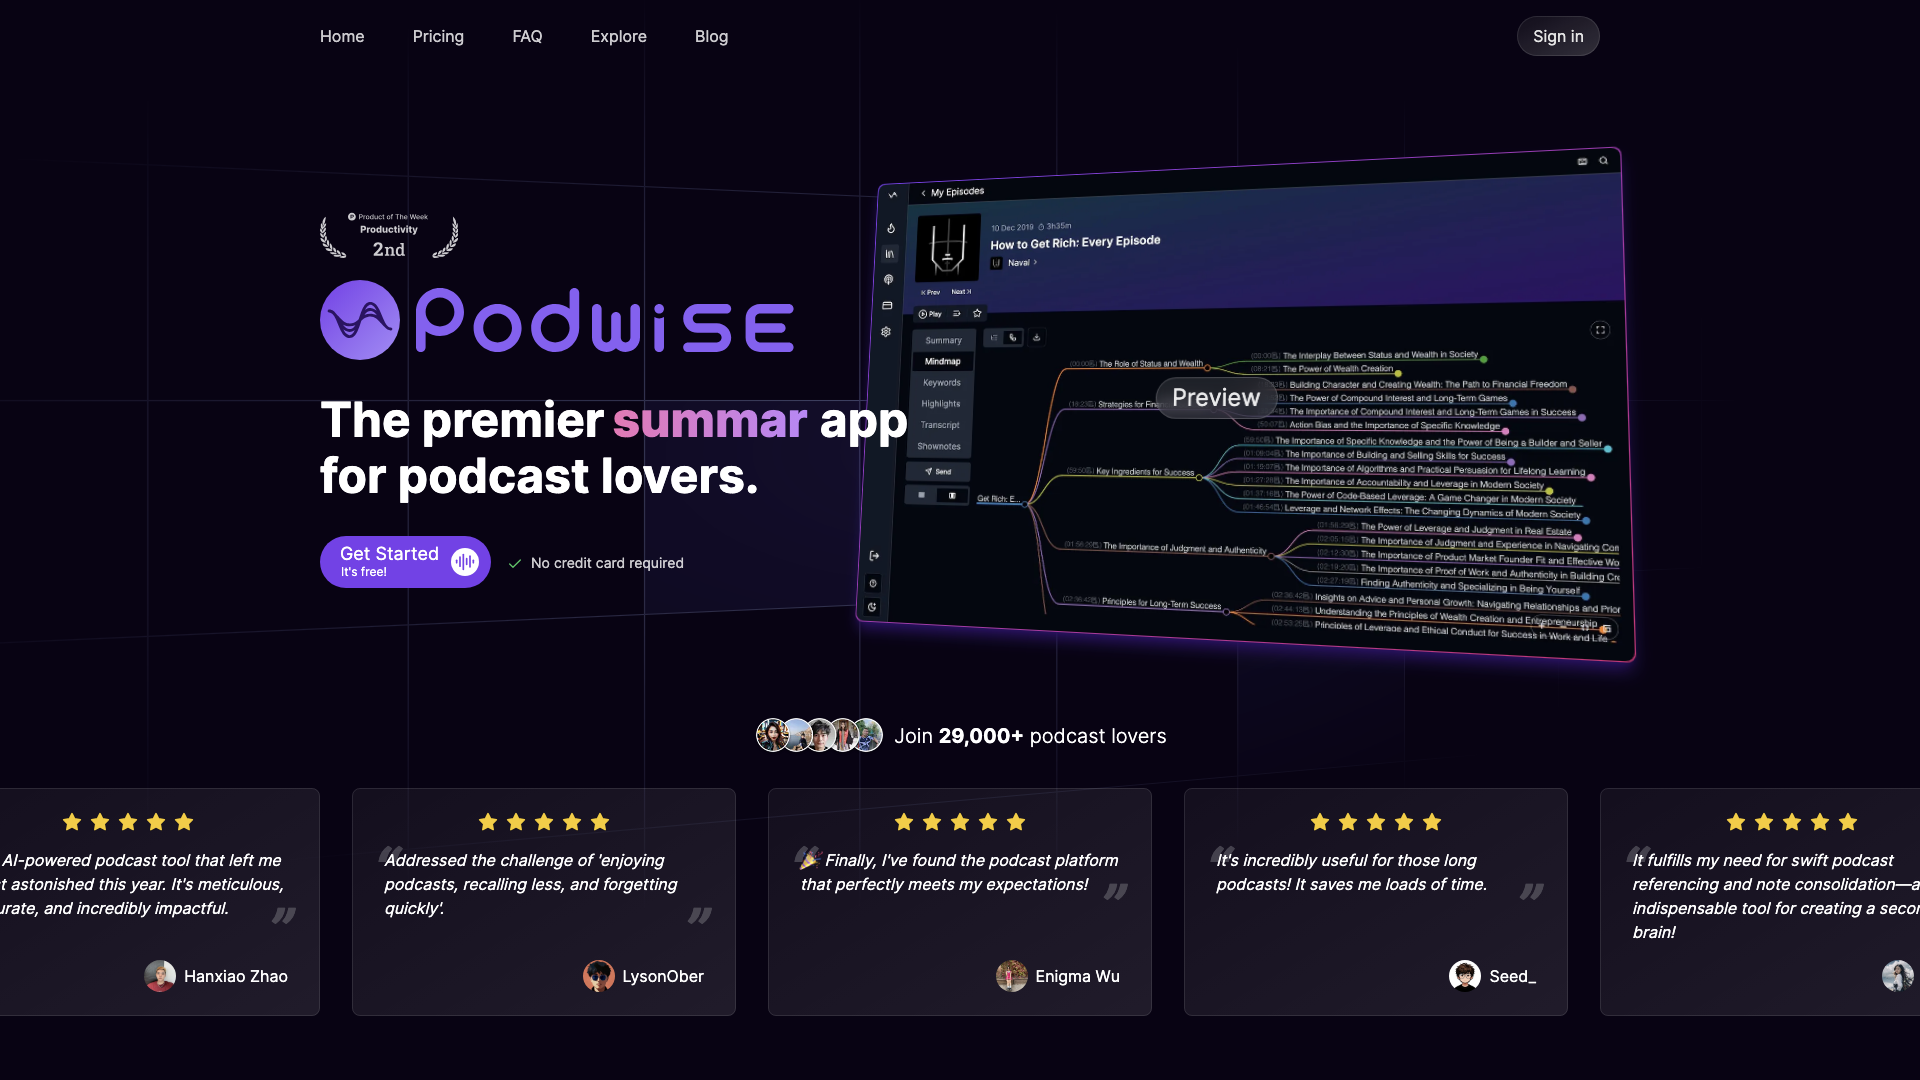 Home
Pricing
FAQ
Explore
Blog
Sign in
Product of The Week
Productivity
2nd
Podwise
The premier summar app
for podcast lovers.
Get Started
It's free!
No credit card required
My Episodes
10 Dec 2019
3h35m
How to Get Rich: Every Episode
Naval
Prev
Next
Play
Summary
Mindmap
Keywords
Highlights
Transcript
Shownotes
Send
Preview
Get Rich: E...
The Role of Status and Wealth
The Interplay Between Status and Wealth in Society
The Power of Wealth Creation
Strategies for
Building Character and Creating Wealth: The Path to Financial Freedom
The Power of Compound Interest and Long-Term Games
The Importance of Compound Interest and Long-Term Games in Success
Action Bias and the Importance of Specific Knowledge
Key Ingredients for Success
The Importance of Specific Knowledge and the Power of Being a Builder and Seller
The Importance of Building and Selling Skills for Success
The Importance of Algorithms and Practical Persuasion for Lifelong Learning
The Importance of Accountability and Leverage in Modern Society
The Power of Code-Based Leverage: A Game Changer in Modern Society
Leverage and Network Effects: The Changing Dynamics of Modern Society
The Importance of Judgment and Authenticity
The Power of Leverage and Judgment in Real Estate
The Importance of Judgment and Experience in Navigating Con
The Importance of Product Market Founder Fit and Effective Wo
The Importance of Proof of Work and Authenticity in Building Cre
Finding Authenticity and Specializing in Being Yourself
Principles for Long-Term Success
Insights on Advice and Personal Growth: Navigating Relationships and Prior
Understanding the Principles of Wealth Creation and Entrepreneurship
Principles of Leverage and Ethical Conduct for Success in Work and Life
Join 29,000+ podcast lovers
AI-powered podcast tool that left me
t astonished this year. It's meticulous,
urate, and incredibly impactful.
Hanxiao Zhao
Addressed the challenge of 'enjoying
podcasts, recalling less, and forgetting
quickly'.
LysonOber
🎉 Finally, I've found the podcast platform
that perfectly meets my expectations!
Enigma Wu
It's incredibly useful for those long
podcasts! It saves me loads of time.
Seed_
It fulfills my need for swift podcast
referencing and note consolidation—a
indispensable tool for creating a secon
brain!